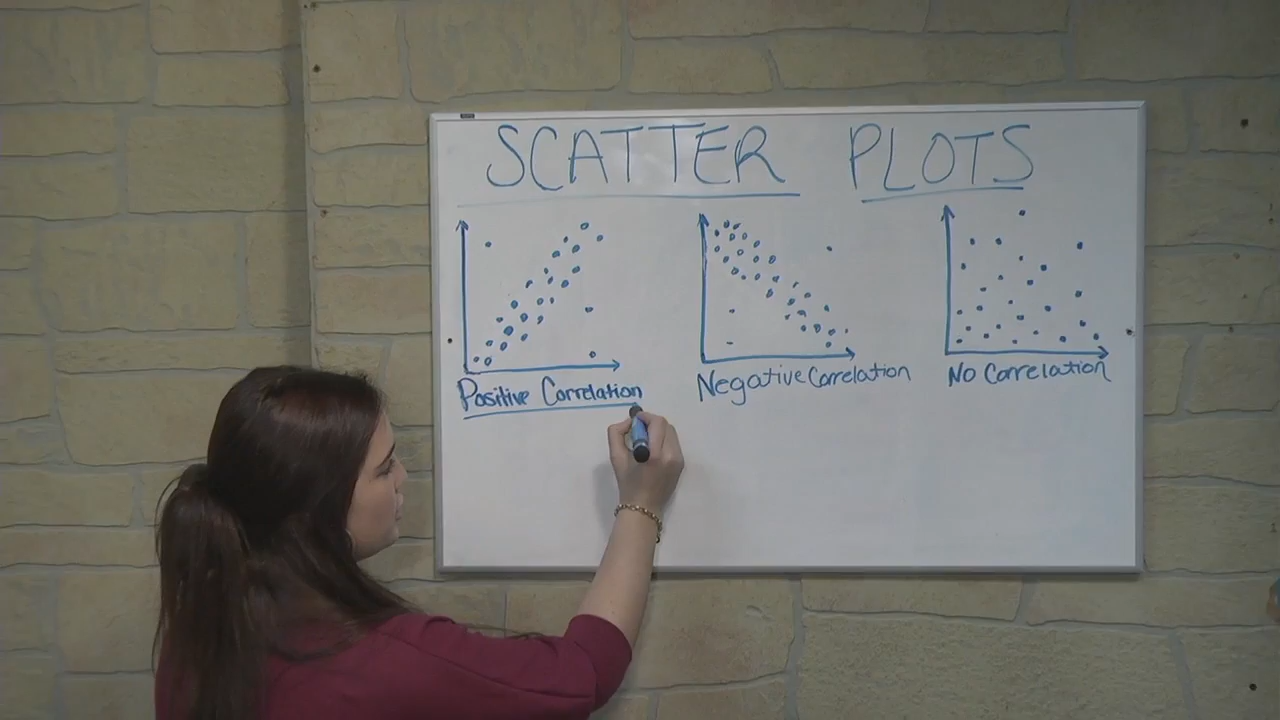 SCATTER PLOTS
Positive Correlation
Negative Correlation
No Correlation